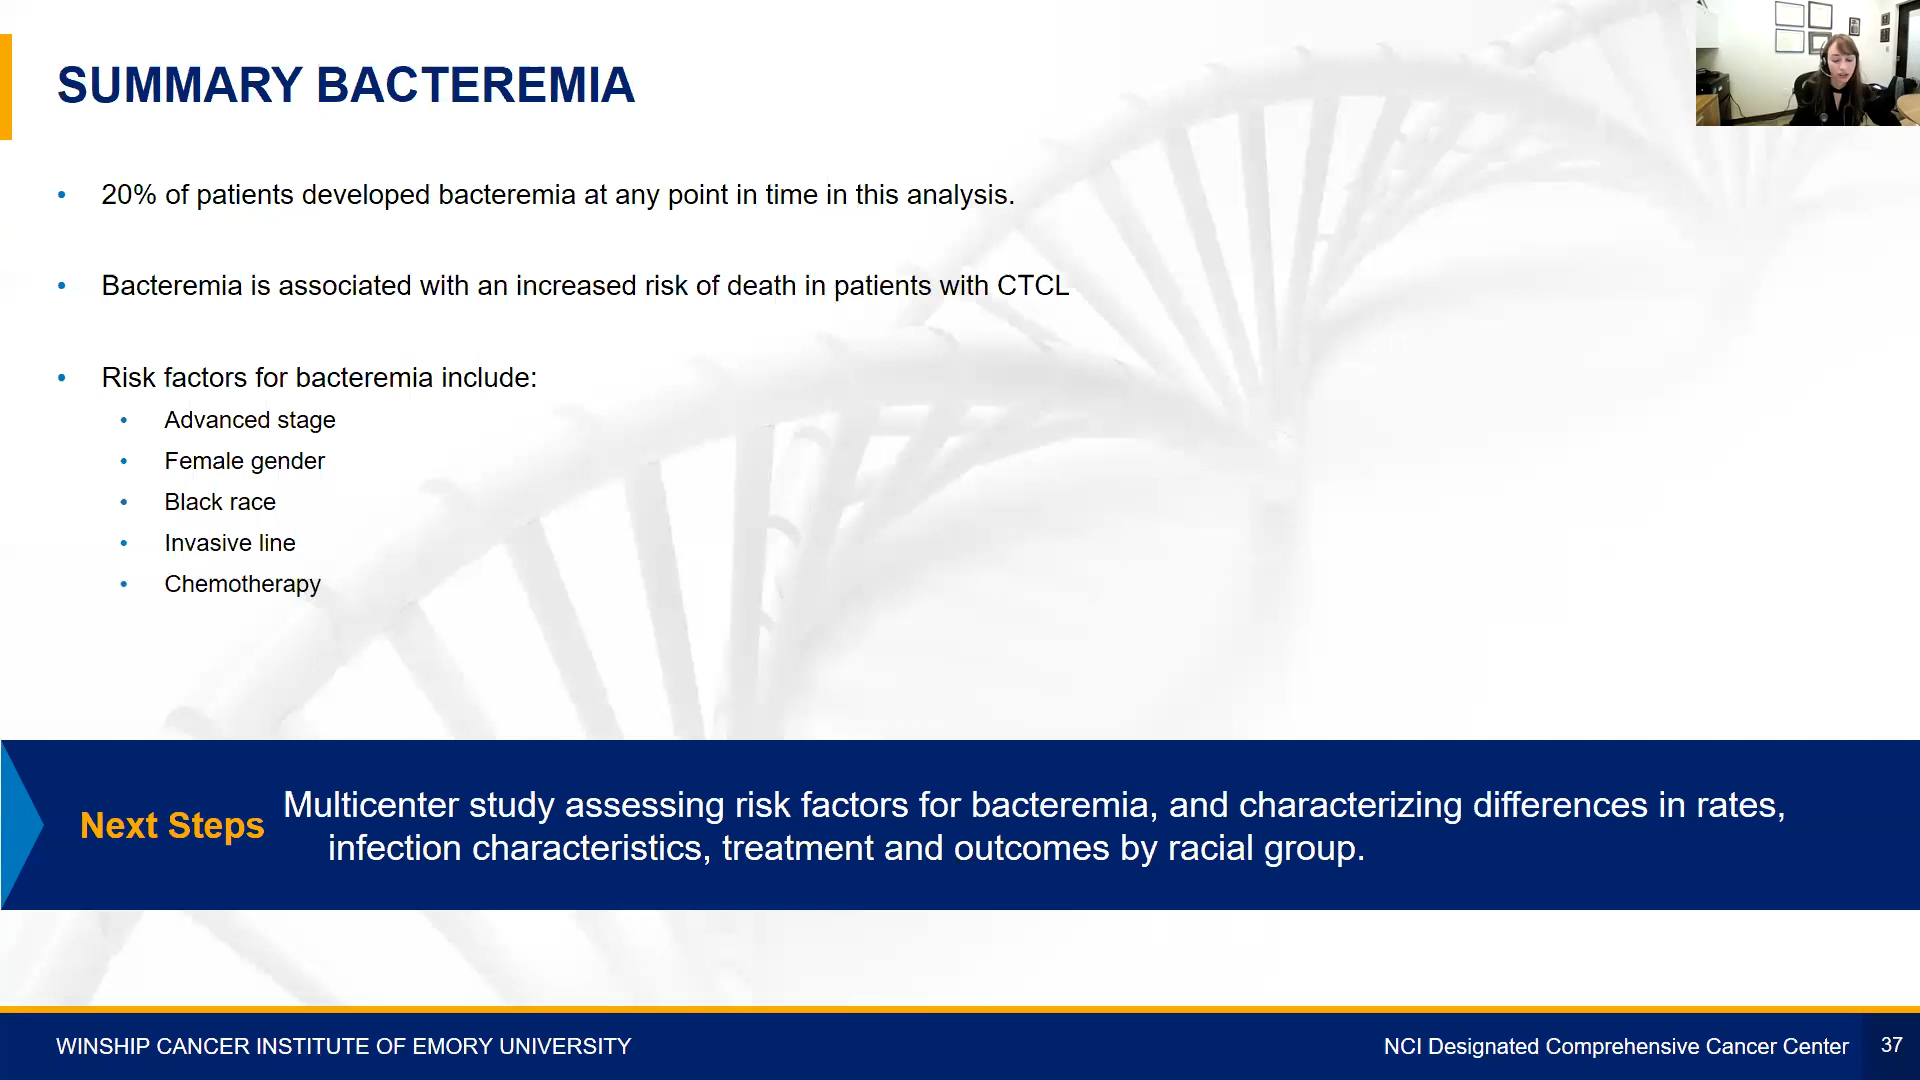 SUMMARY BACTEREMIA
• 20% of patients developed bacteremia at any point in time in this analysis.
• Bacteremia is associated with an increased risk of death in patients with CTCL
• Risk factors for bacteremia include:
• Advanced stage
• Female gender
• Black race
• Invasive line
• Chemotherapy
Next Steps
Multicenter study assessing risk factors for bacteremia, and characterizing differences in rates,
infection characteristics, treatment and outcomes by racial group.
WINSHIP CANCER INSTITUTE OF EMORY UNIVERSITY
NCI Designated Comprehensive Cancer Center
37